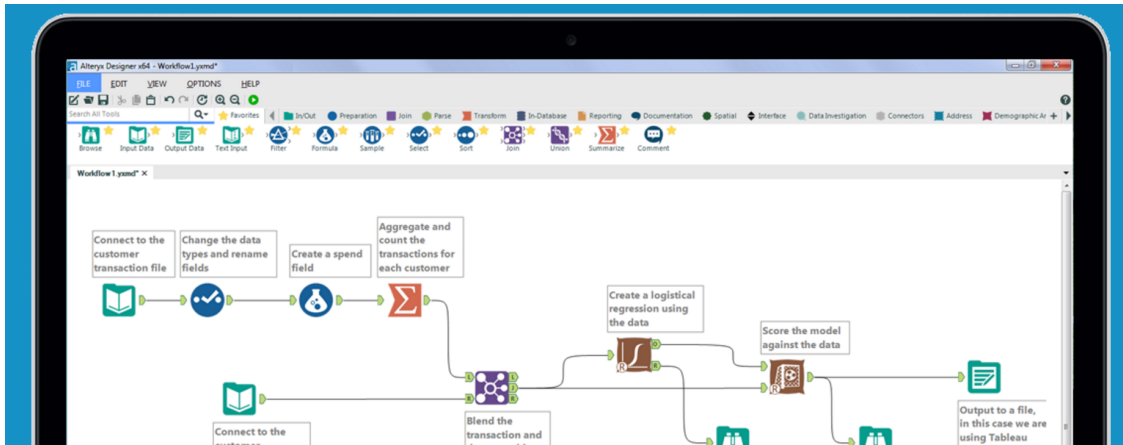 Alteryx Designer x64 - Workflow1.yxmd*
FILE EDIT VIEW OPTIONS HELP
Search All Tools Favorites In/Out Preparation Join Parse Transform In-Database Reporting Documentation Spatial Interface Data Investigation Connectors Address Demographic Ar
Browse Input Data Output Data Text Input Filter Formula Sample Select Sort Join Union Summarize Comment
Workflow1.yxmd*
Connect to the
customer
transaction file
Change the data
types and rename
fields
Create a spend
field
Aggregate and
count the
transactions for
each customer
Create a logistical
regression using
the data
Score the model
against the data
L
R
L
J
R
O
R
R
R
Connect to the
Blend the
transaction and
Output to a file,
in this case we are
using Tableau